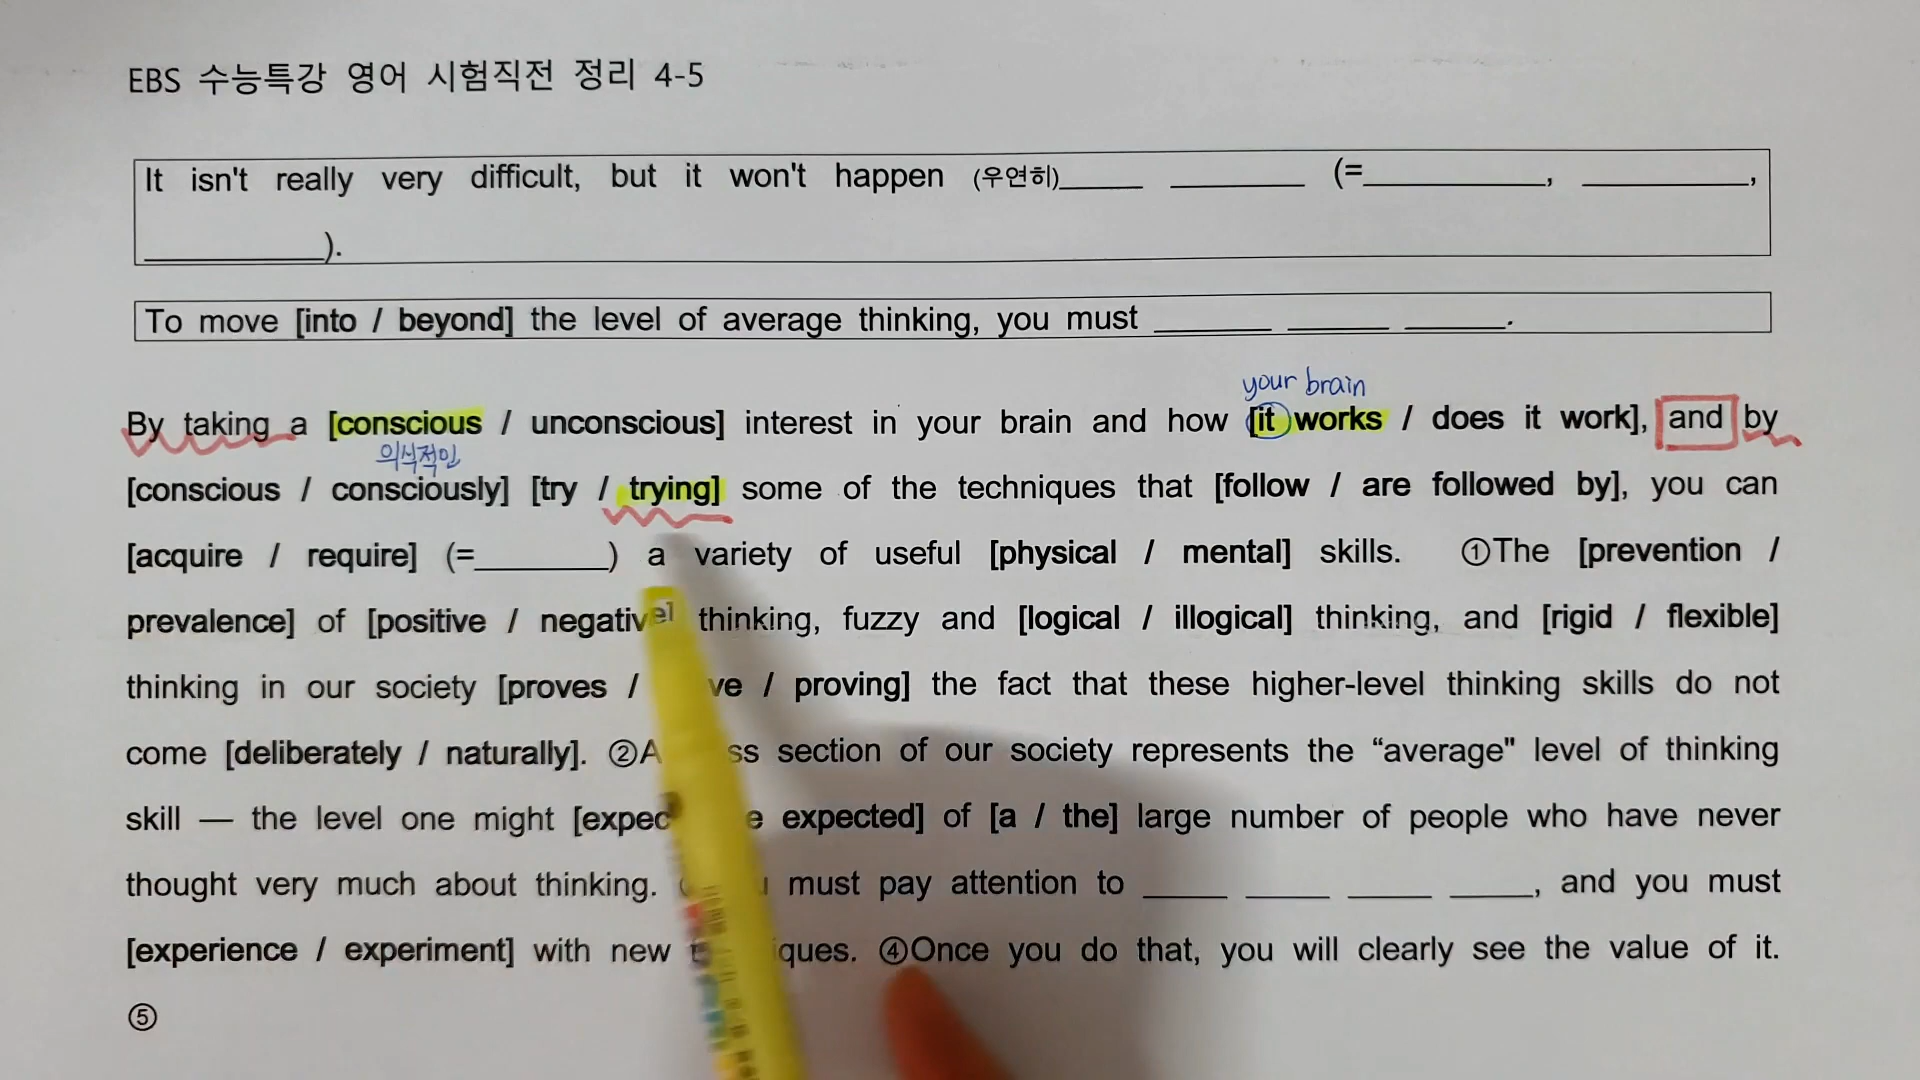 EBS 수능특강 영어 시험직전 정리 4-5
It isn't really very difficult, but it won't happen (우연히)_____ _____ (=_____, _____,
_____).
To move [into / beyond] the level of average thinking, you must _____ _____ _____.
your brain
By taking a [conscious / unconscious] interest in your brain and how [it works / does it work], and by
의식적인
[conscious / consciously] [try / trying] some of the techniques that [follow / are followed by], you can
[acquire / require] (=_____) a variety of useful [physical / mental] skills. ①The [prevention /
prevalence] of [positive / negative] thinking, fuzzy and [logical / illogical] thinking, and [rigid / flexible]
thinking in our society [proves / / proving] the fact that these higher-level thinking skills do not
come [deliberately / naturally]. ② section of our society represents the “average" level of thinking
skill — the level one might [expected] of [a / the] large number of people who have never
thought very much about thinking. must pay attention to _____ _____ _____ _____, and you must
[experience / experiment] with new ④Once you do that, you will clearly see the value of it.
⑤